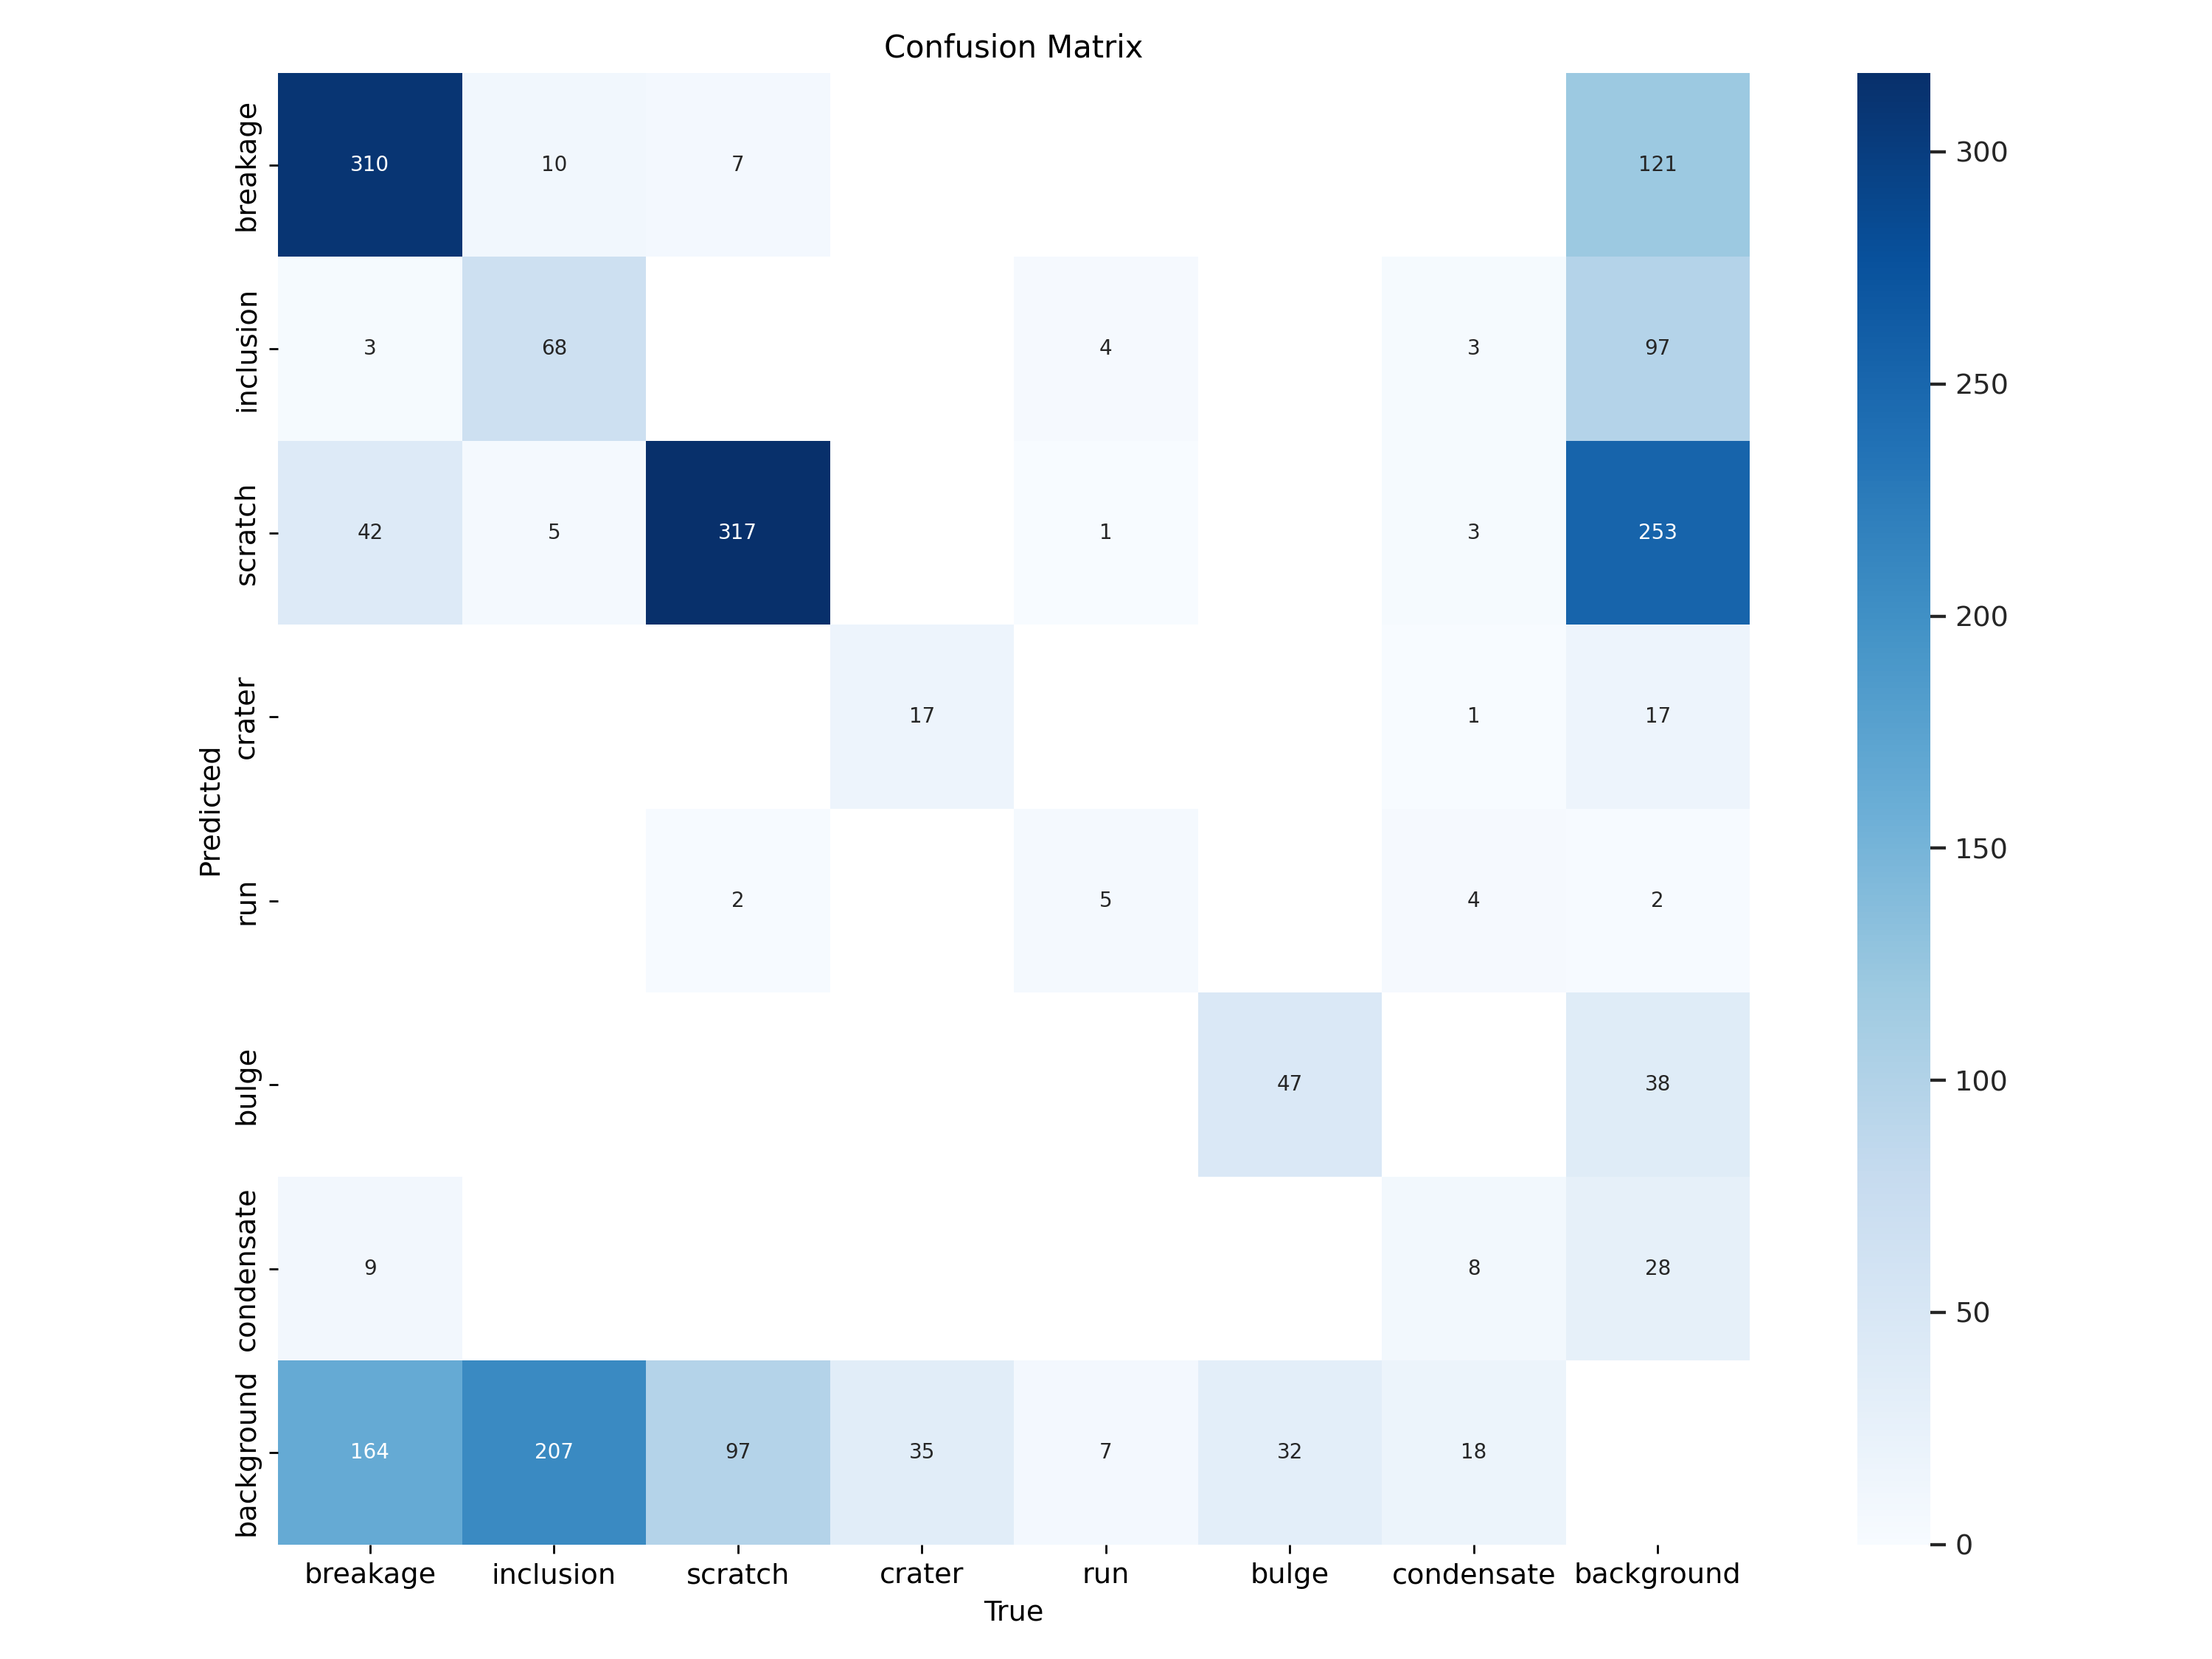 Confusion Matrix
breakage 310 10 7 121
inclusion 3 68 4 3 97
scratch 42 5 317 1 3 253
crater 17 1 17
run 2 5 4 2
bulge 47 38
condensate 9 8 28
background 164 207 97 35 7 32 18
breakage inclusion scratch crater run bulge condensate background
True
Predicted
300
250
200
150
100
50
0